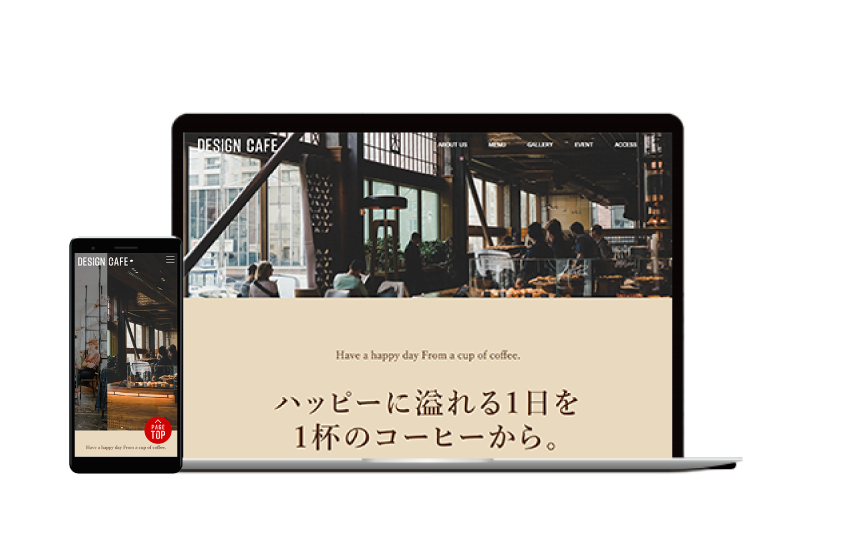 DESIGN CAFE
ABOUT US MENU GALLERY EVENT ACCESS
Have a happy day From a cup of coffee.
ハッピーに溢れる1日を
1杯のコーヒーから。
DESIGN CAFE
PAGE
TOP
Have a happy day From a cup of coffee.